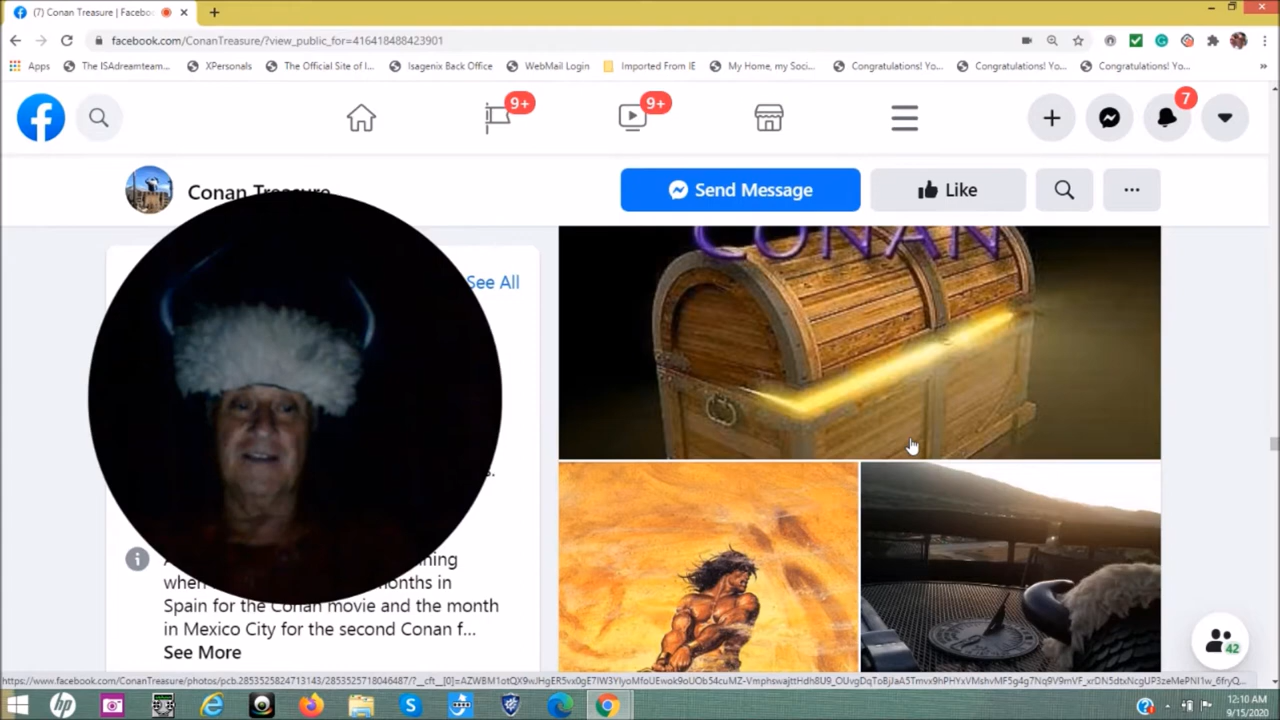 (7) Conan Treasure | Faceb
facebook.com/ConanTreasure/?view_public_for=416418488423901
Apps
The ISAdreamteam...
XPersonals
The Official Site of I...
Isagenix Back Office
WebMail Login
Imported From IE
My Home, my Soci...
Congratulations! Yo...
Congratulations! Yo...
Congratulations! Yo...
»
9+
9+
7
Conan Treasure
Send Message
Like
...
CONAN
See All
s.
ning
when
months in
Spain for the Conan movie and the month
in Mexico City for the second Conan f...
See More
42
12:10 AM
9/15/2020